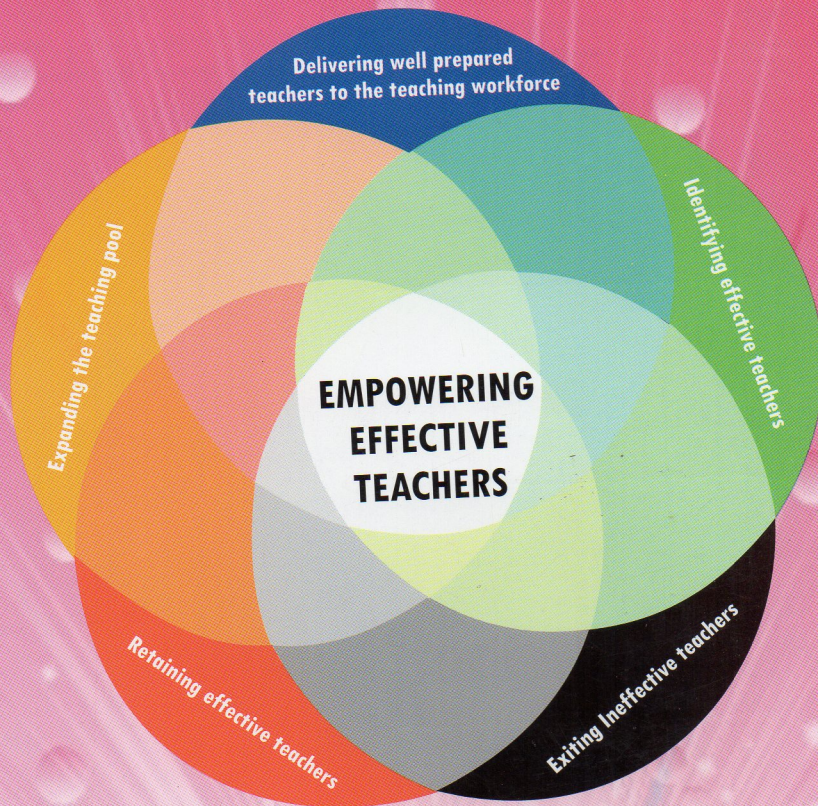 Delivering well prepared
teachers to the teaching workforce
Identifying effective teachers
Expanding the teaching pool
EMPOWERING
EFFECTIVE
TEACHERS
Retaining effective teachers
Exiting Ineffective teachers